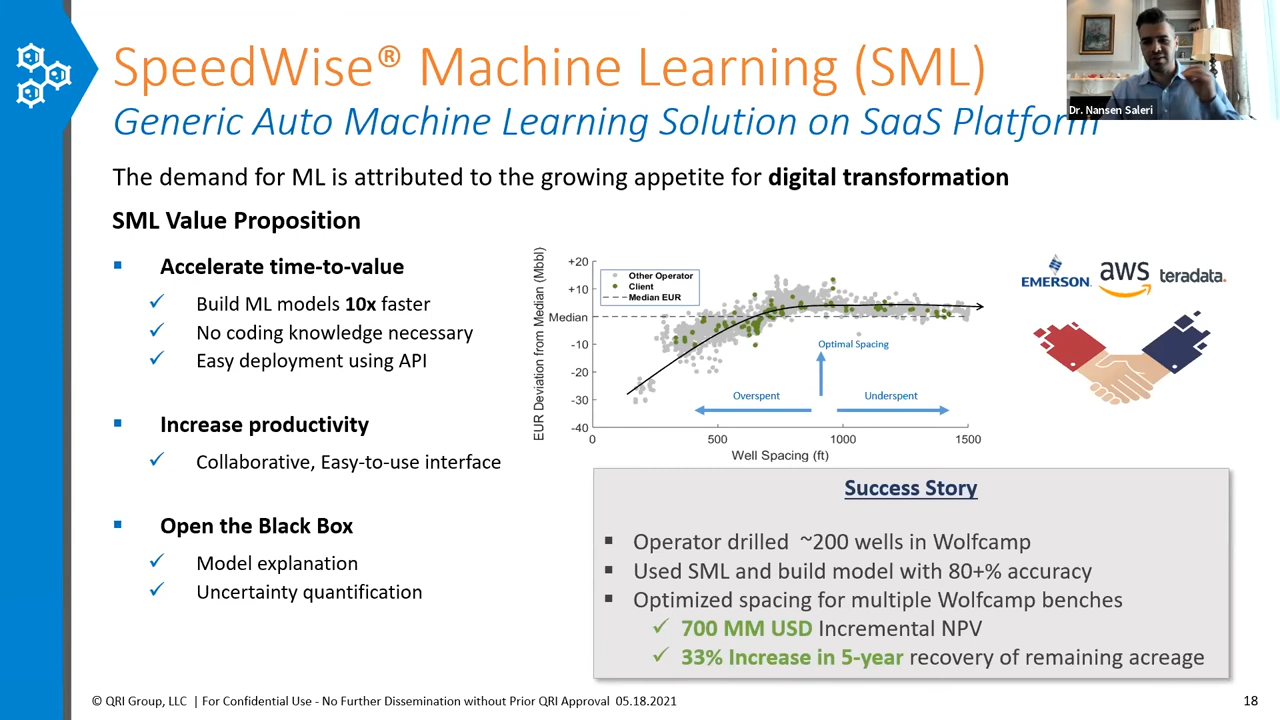 SpeedWise® Machine Learning (SML)
Generic Auto Machine Learning Solution on SaaS Platform
Dr. Nansen Saleri
The demand for ML is attributed to the growing appetite for digital transformation
SML Value Proposition
Accelerate time-to-value
Build ML models 10x faster
No coding knowledge necessary
Easy deployment using API
Increase productivity
Collaborative, Easy-to-use interface
Open the Black Box
Model explanation
Uncertainty quantification
EUR Deviation from Median (Mbbl)
+20
+10
Median
-10
-20
-30
-40
Other Operator
Client
Median EUR
Optimal Spacing
Overspent
Underspent
0
500
1000
1500
Well Spacing (ft)
EMERSON.
aws
teradata.
Success Story
Operator drilled ~200 wells in Wolfcamp
Used SML and build model with 80+% accuracy
Optimized spacing for multiple Wolfcamp benches
700 MM USD Incremental NPV
33% Increase in 5-year recovery of remaining acreage
© QRI Group, LLC | For Confidential Use - No Further Dissemination without Prior QRI Approval 05.18.2021
18